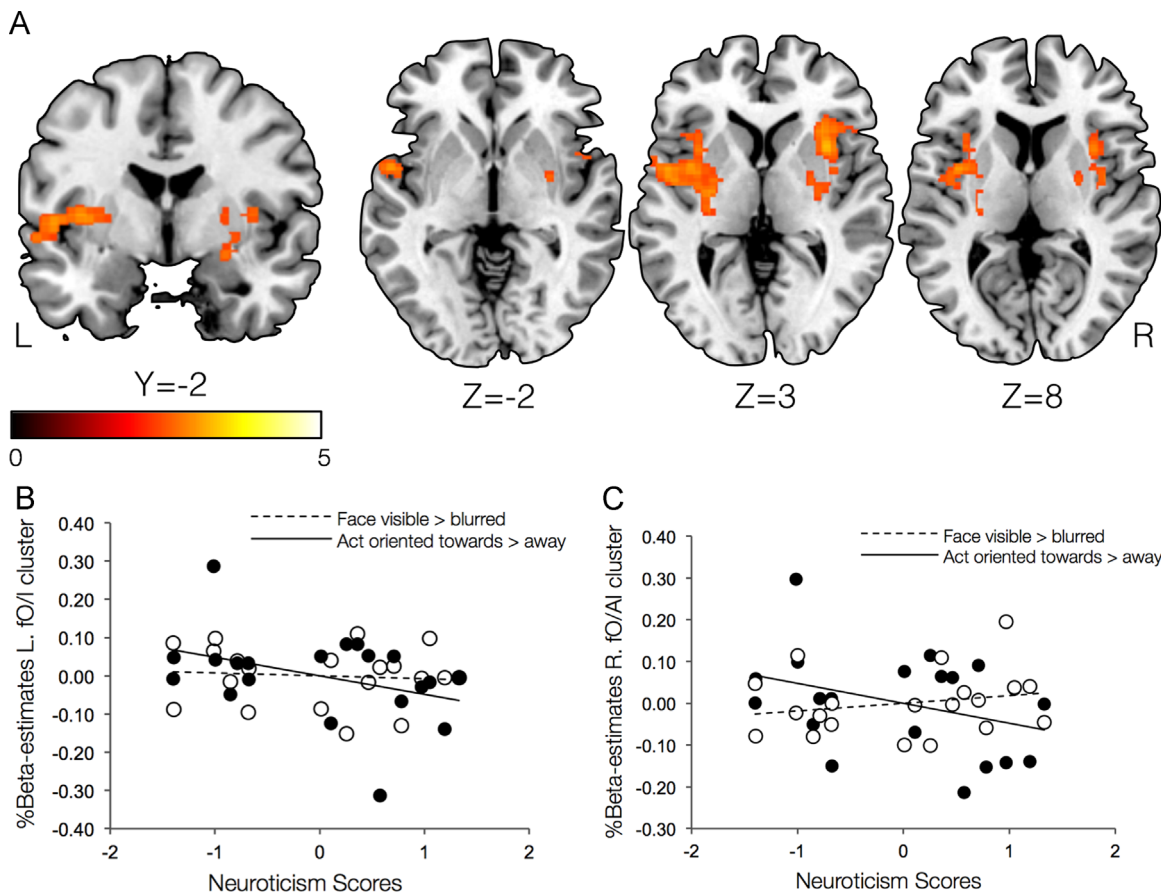 A
L
R
Y=-2
Z=-2
Z=3
Z=8
0
5
B
%Beta-estimates L. fO/I cluster
0.40
0.30
0.20
0.10
0.00
-0.10
-0.20
-0.30
-0.40
Face visible > blurred
Act oriented towards > away
-2
-1
0
1
2
Neuroticism Scores
C
%Beta-estimates R. fO/AI cluster
0.40
0.30
0.20
0.10
0.00
-0.10
-0.20
-0.30
Face visible > blurred
Act oriented towards > away
-2
-1
0
1
2
Neuroticism Scores